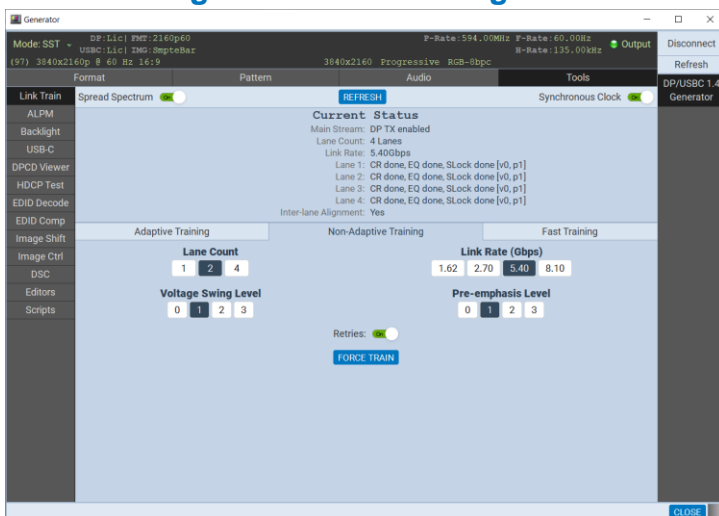 Generator
Mode: SST
DP:Lic| FMT:2160p60
USBC:Lic| IMG:SmpteBar
(97) 3840x2160p @ 60 Hz 16:9
P-Rate:594.00MHz F-Rate:60.00Hz
H-Rate:135.00kHz
3840x2160 Progressive RGB-8bpc
Output
Disconnect
Refresh
DP/USBC 1.4
Generator
Format
Pattern
Audio
Tools
Link Train
ALPM
Backlight
USB-C
DPCD Viewer
HDCP Test
EDID Decode
EDID Comp
Image Shift
Image Ctrl
DSC
Editors
Scripts
Spread Spectrum On
REFRESH
Synchronous Clock On
Current Status
Main Stream: DP TX enabled
Lane Count: 4 Lanes
Link Rate: 5.40Gbps
Lane 1: CR done, EQ done, SLock done [v0, p1]
Lane 2: CR done, EQ done, SLock done [v0, p1]
Lane 3: CR done, EQ done, SLock done [v0, p1]
Lane 4: CR done, EQ done, SLock done [v0, p1]
Inter-lane Alignment: Yes
Adaptive Training
Non-Adaptive Training
Fast Training
Lane Count
1 2 4
Link Rate (Gbps)
1.62 2.70 5.40 8.10
Voltage Swing Level
0 1 2 3
Pre-emphasis Level
0 1 2 3
Retries: On
FORCE TRAIN
CLOSE